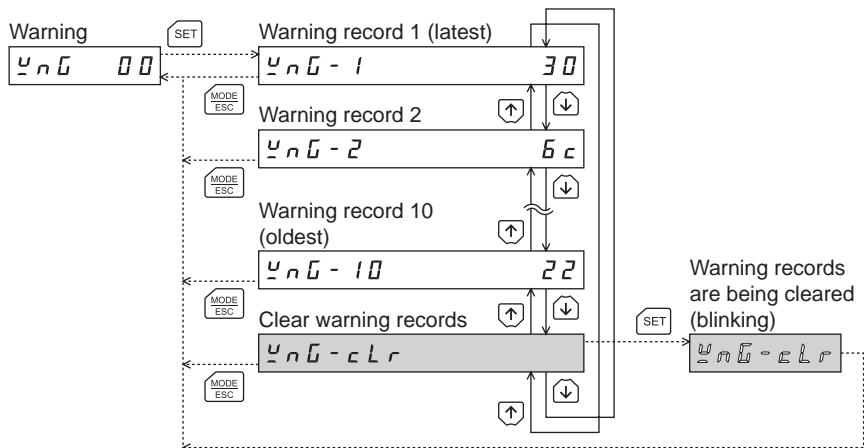 Warning
SET
WnG 00
MODE
ESC
Warning record 1 (latest)
WnG-1 30
↑
↓
MODE
ESC
Warning record 2
WnG-2 6c
↓
MODE
ESC
Warning record 10
(oldest)
↑
WnG-10 22
MODE
ESC
Clear warning records
↑
↓
SET
WnG-cLr
Warning records
are being cleared
(blinking)
WnG-cLr
MODE
ESC
↑
↓